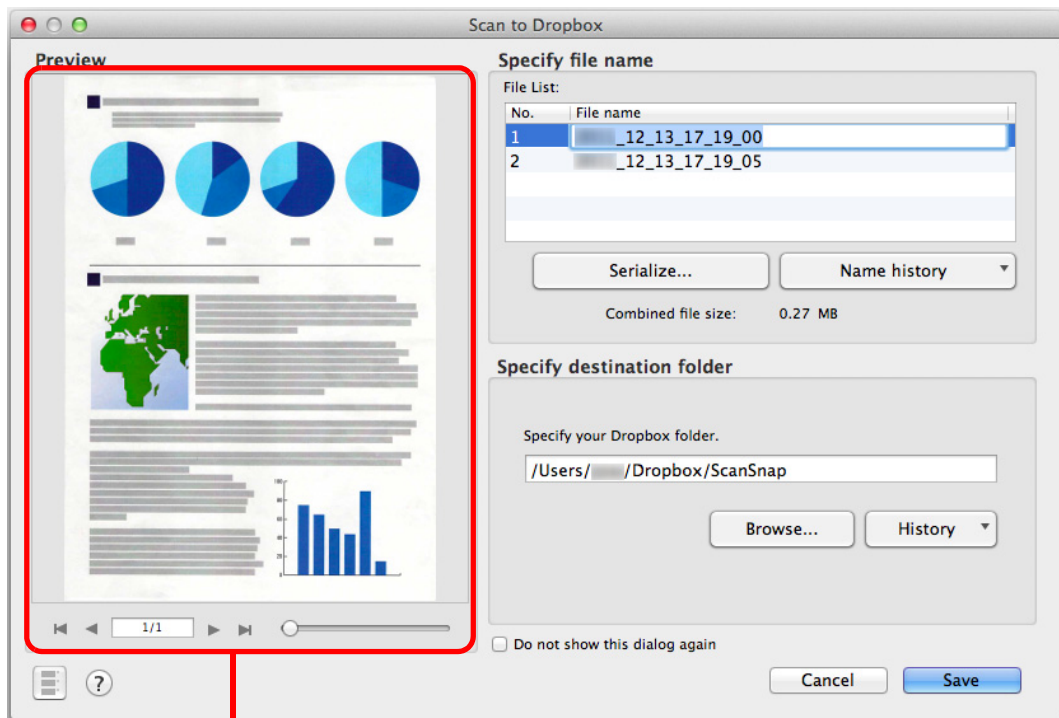 Scan to Dropbox
Preview
1/1
?
Specify file name
File List:
No. File name
1 _12_13_17_19_00
2 _12_13_17_19_05
Serialize...
Name history
Combined file size: 0.27 MB
Specify destination folder
Specify your Dropbox folder.
/Users/ /Dropbox/ScanSnap
Browse...
History
Do not show this dialog again
Cancel
Save